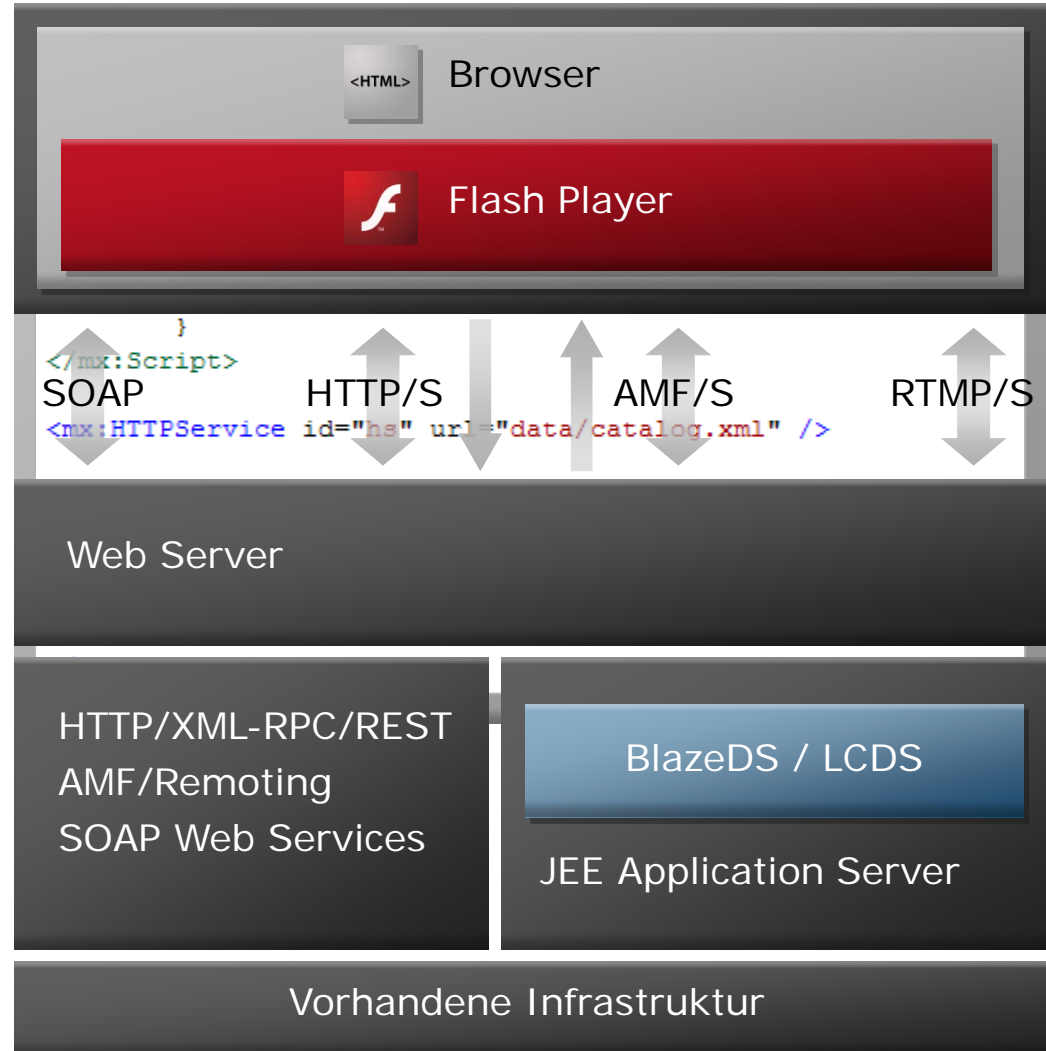 <HTML>
Browser
Flash Player
}
</mx:Script>
SOAP HTTP/S AMF/S RTMP/S
<mx:HTTPService id="hs" url="data/catalog.xml" />
Web Server
HTTP/XML-RPC/REST
AMF/Remoting
SOAP Web Services
BlazeDS / LCDS
JEE Application Server
Vorhandene Infrastruktur